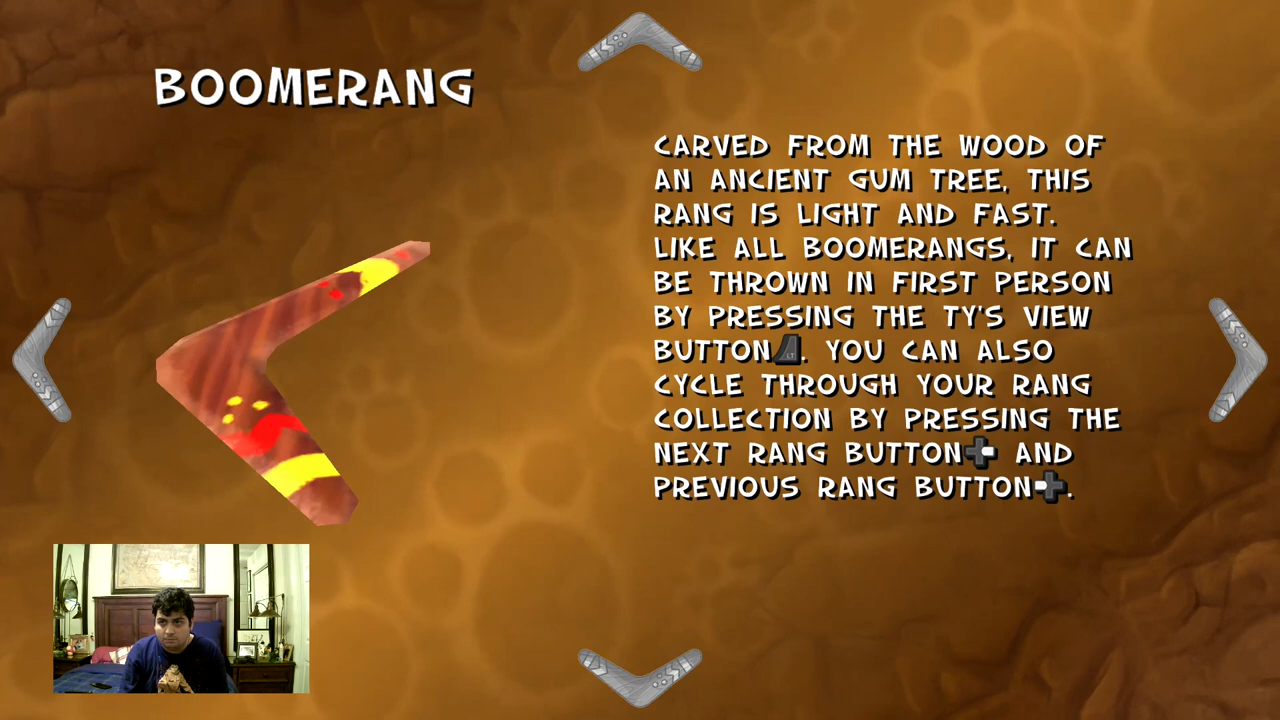 BOOMERANG
CARVED FROM THE WOOD OF
AN ANCIENT GUM TREE, THIS
RANG IS LIGHT AND FAST.
LIKE ALL BOOMERANGS, IT CAN
BE THROWN IN FIRST PERSON
BY PRESSING THE TY'S VIEW
BUTTON LT. YOU CAN ALSO
CYCLE THROUGH YOUR RANG
COLLECTION BY PRESSING THE
NEXT RANG BUTTON AND
PREVIOUS RANG BUTTON.